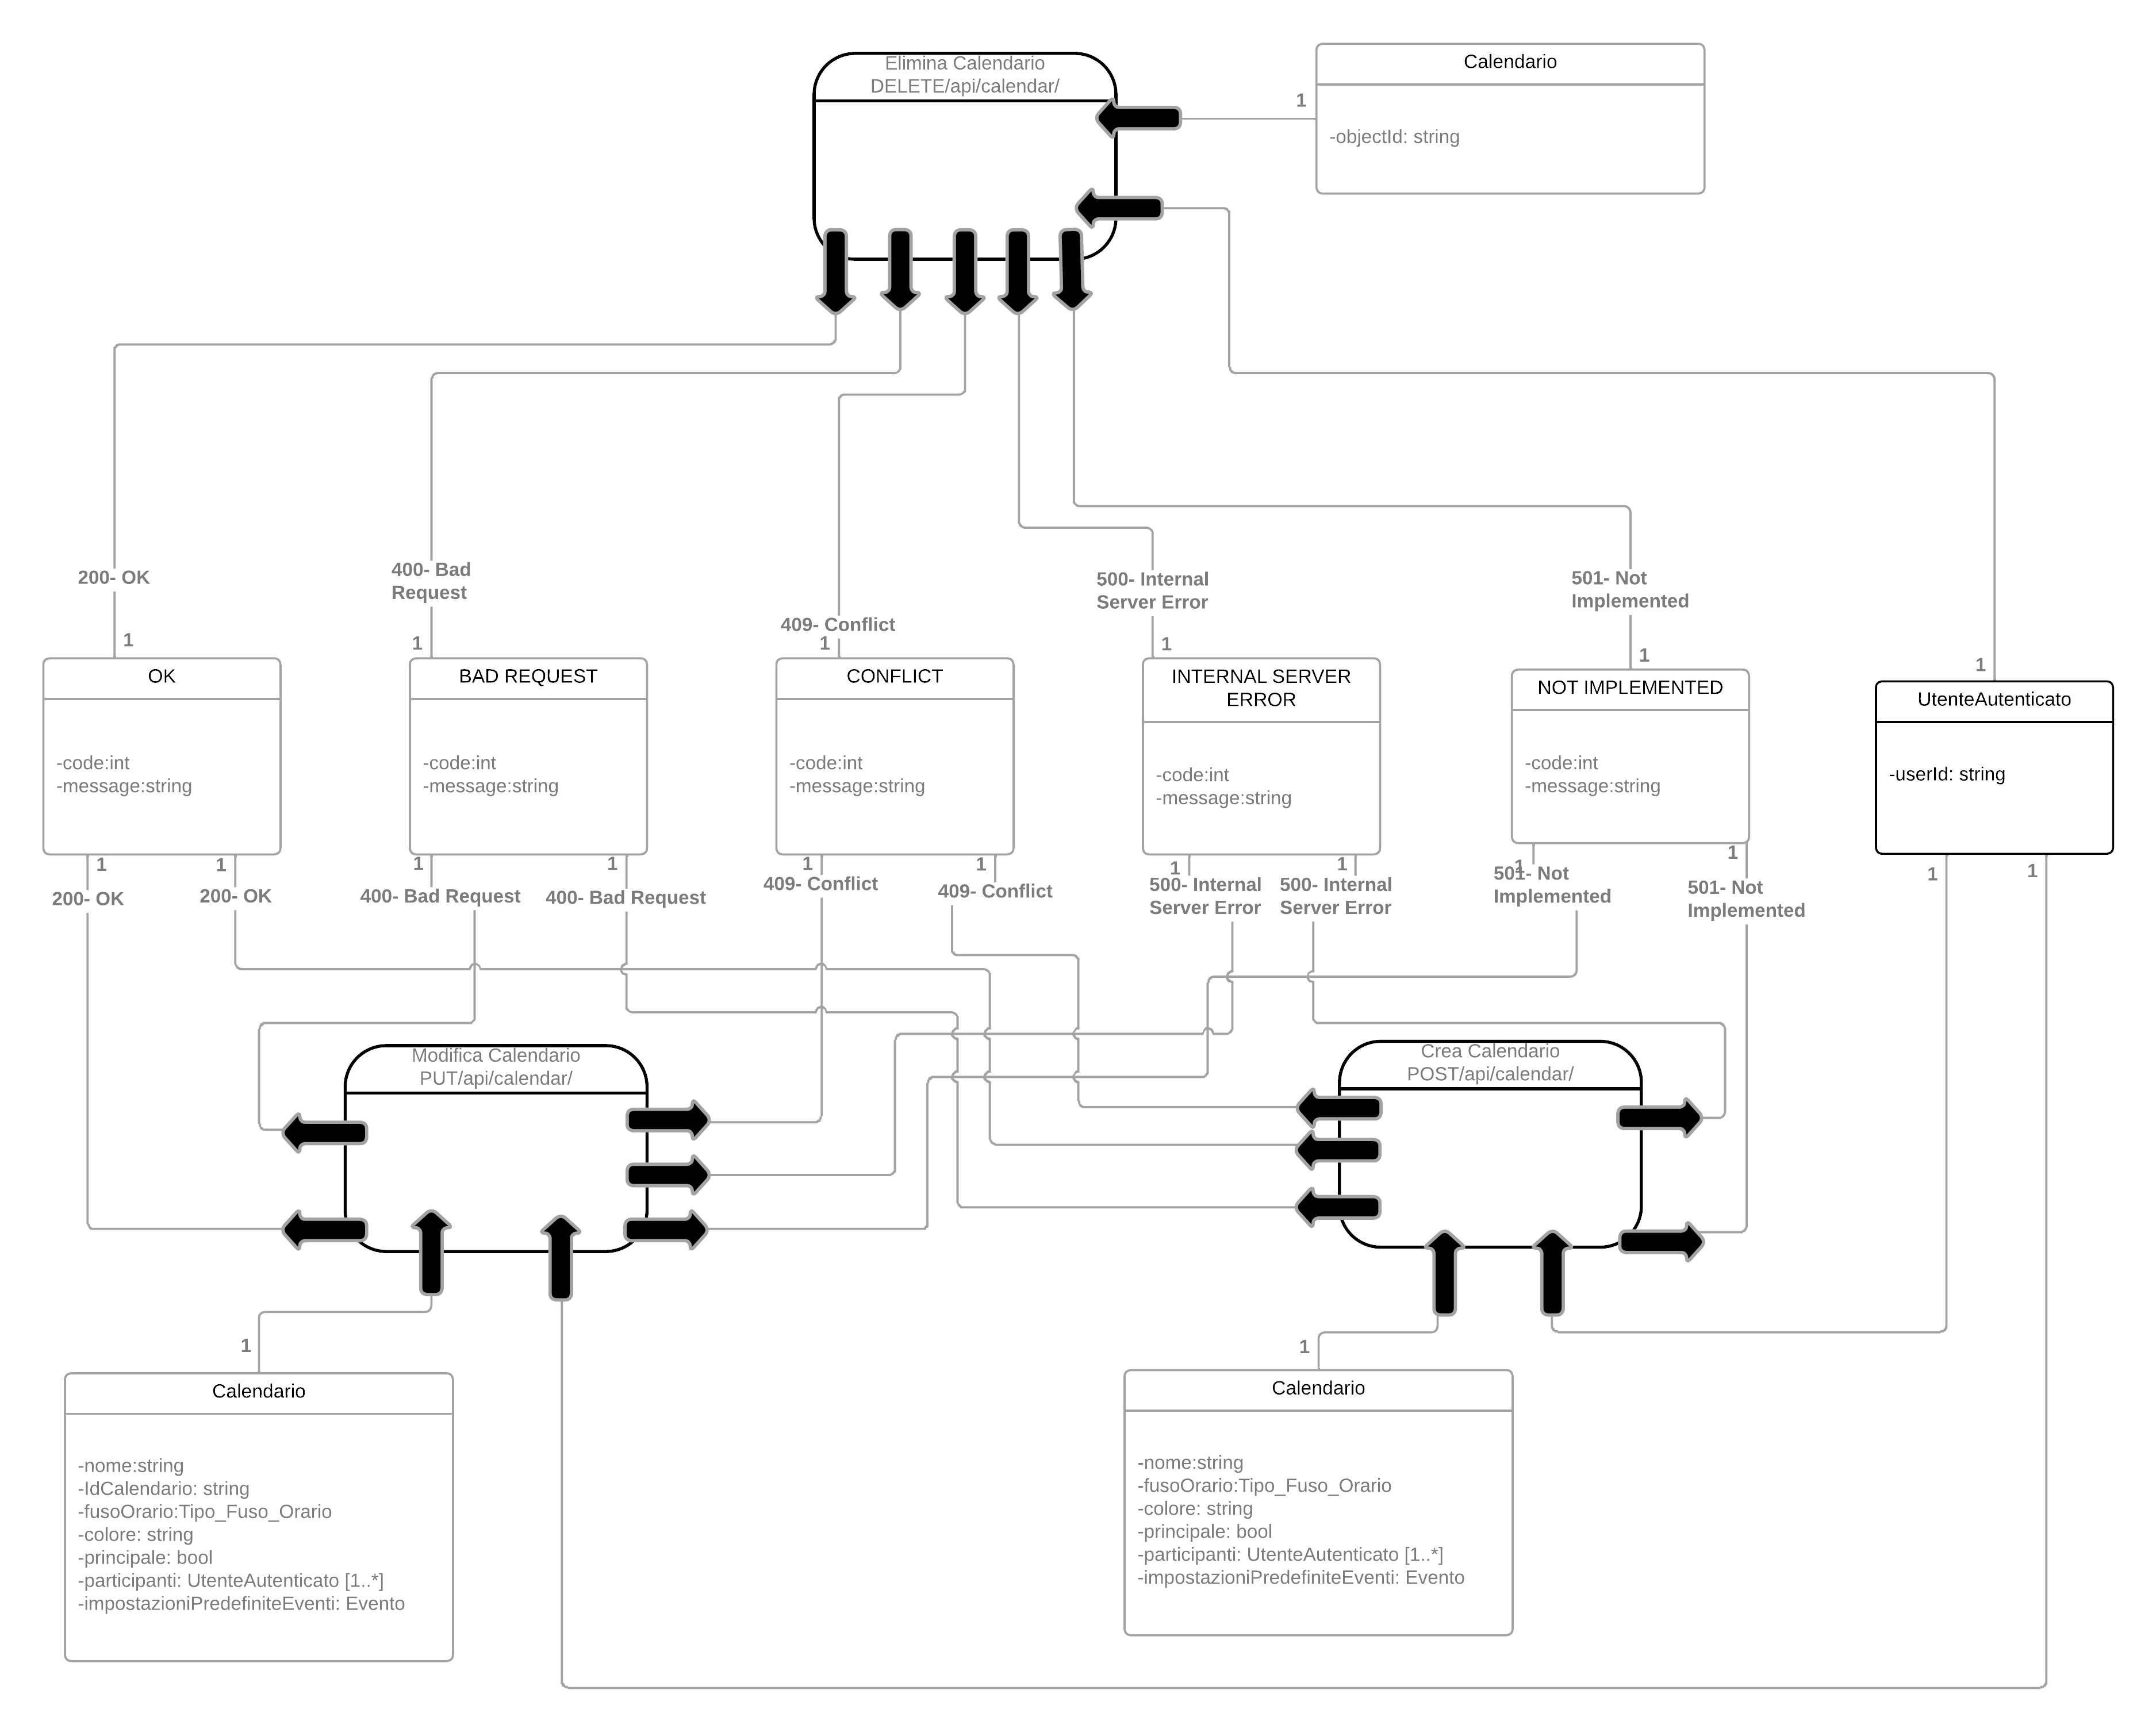 Elimina Calendario
DELETE/api/calendar/
Calendario
1
-objectId: string
200- OK
400- Bad
Request
409- Conflict
500- Internal
Server Error
501- Not
Implemented
1
1
1
1
1
1
OK
-code:int
-message:string
BAD REQUEST
-code:int
-message:string
CONFLICT
-code:int
-message:string
INTERNAL SERVER
ERROR
-code:int
-message:string
NOT IMPLEMENTED
-code:int
-message:string
UtenteAutenticato
-userId: string
1
1
1
1
1
1
1
1
1
1
1
1
200- OK
200- OK
400- Bad Request
400- Bad Request
409- Conflict
409- Conflict
500- Internal
Server Error
500- Internal
Server Error
501- Not
Implemented
501- Not
Implemented
Modifica Calendario
PUT/api/calendar/
Crea Calendario
POST/api/calendar/
1
Calendario
-nome:string
-IdCalendario: string
-fusoOrario:Tipo_Fuso_Orario
-colore: string
-principale: bool
-participanti: UtenteAutenticato [1..*]
-impostazioniPredefiniteEventi: Evento
1
Calendario
-nome:string
-fusoOrario:Tipo_Fuso_Orario
-colore: string
-principale: bool
-participanti: UtenteAutenticato [1..*]
-impostazioniPredefiniteEventi: Evento